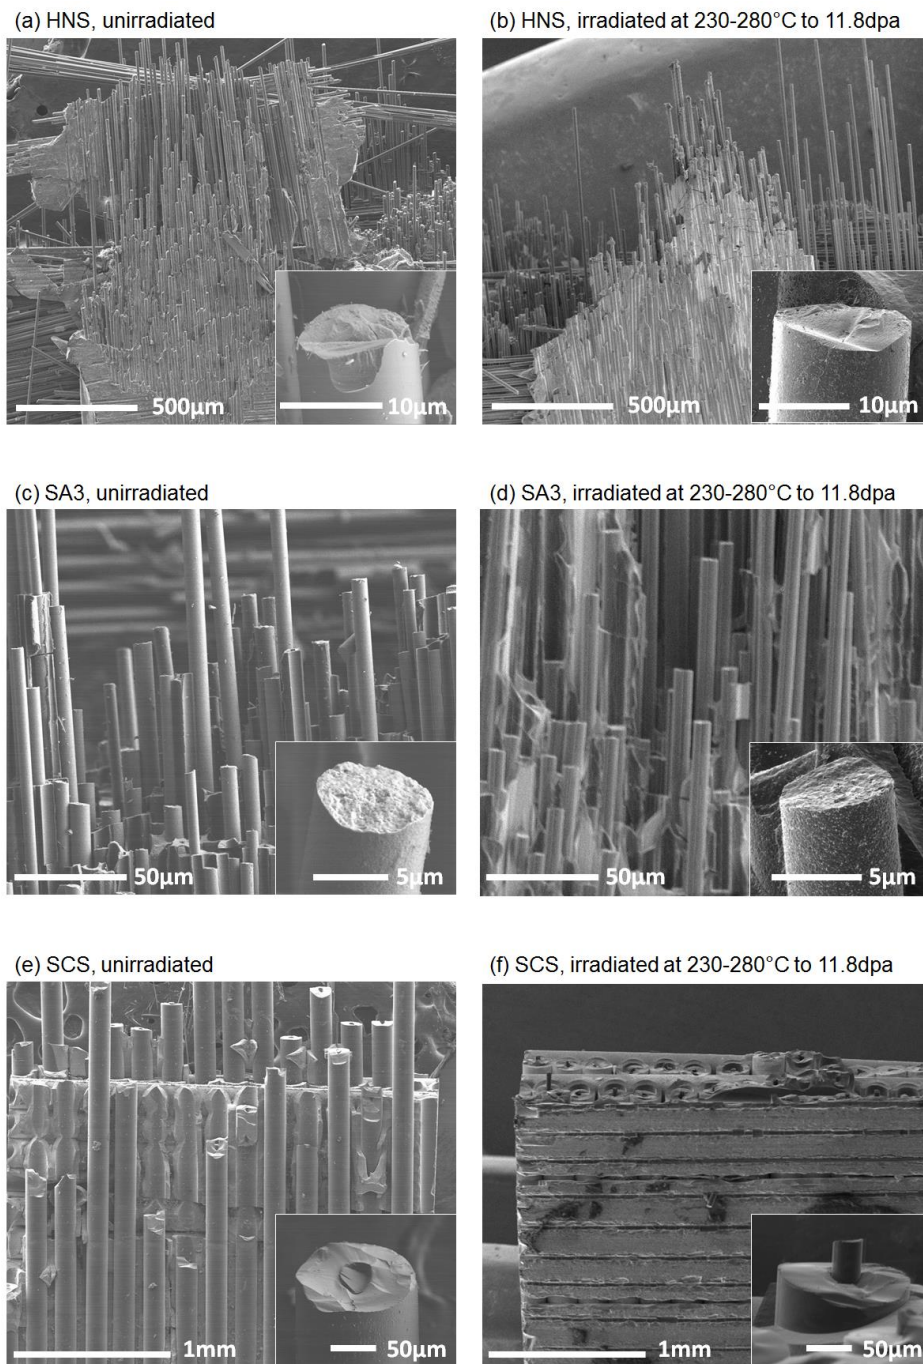 (a) HNS, unirradiated
(b) HNS, irradiated at 230-280°C to 11.8dpa
500μm
10μm
500μm
10μm
(c) SA3, unirradiated
(d) SA3, irradiated at 230-280°C to 11.8dpa
50μm
5μm
50μm
5μm
(e) SCS, unirradiated
(f) SCS, irradiated at 230-280°C to 11.8dpa
1mm
50μm
1mm
50μm